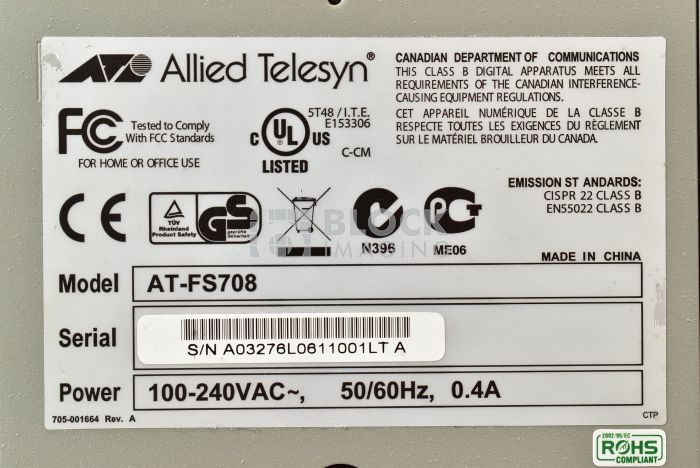 Allied Telesyn®
CANADIAN DEPARTMENT OF COMMUNICATIONS
THIS CLASS B DIGITAL APPARATUS MEETS ALL
REQUIREMENTS OF THE CANADIAN INTERFERENCE-
CAUSING EQUIPMENT REGULATIONS.
CET APPAREIL NUMÉRIQUE DE LA CLASSE B
RESPECTE TOUTES LES EXIGENCES DU RÈGLEMENT
SUR LE MATÉRIEL BROUILLEUR DU CANADA.
FC Tested to Comply
With FCC Standards
FOR HOME OR OFFICE USE
C UL US
LISTED
5T48 / I.T.E.
E153306
C-CM
EMISSION ST ANDARDS:
CISPR 22 CLASS B
EN55022 CLASS B
CE
TÜV
Rheinland
Product Safety
GS
geprüfte
Sicherheit
N396
ME06
BLOCK
IMAGING
MADE IN CHINA
Model AT-FS708
Serial
S/N A03276L0611001LT A
Power 100-240VAC~, 50/60Hz, 0.4A
705-001664 Rev. A
CTP
2002/95/EC
ROHS
COMPLIANT